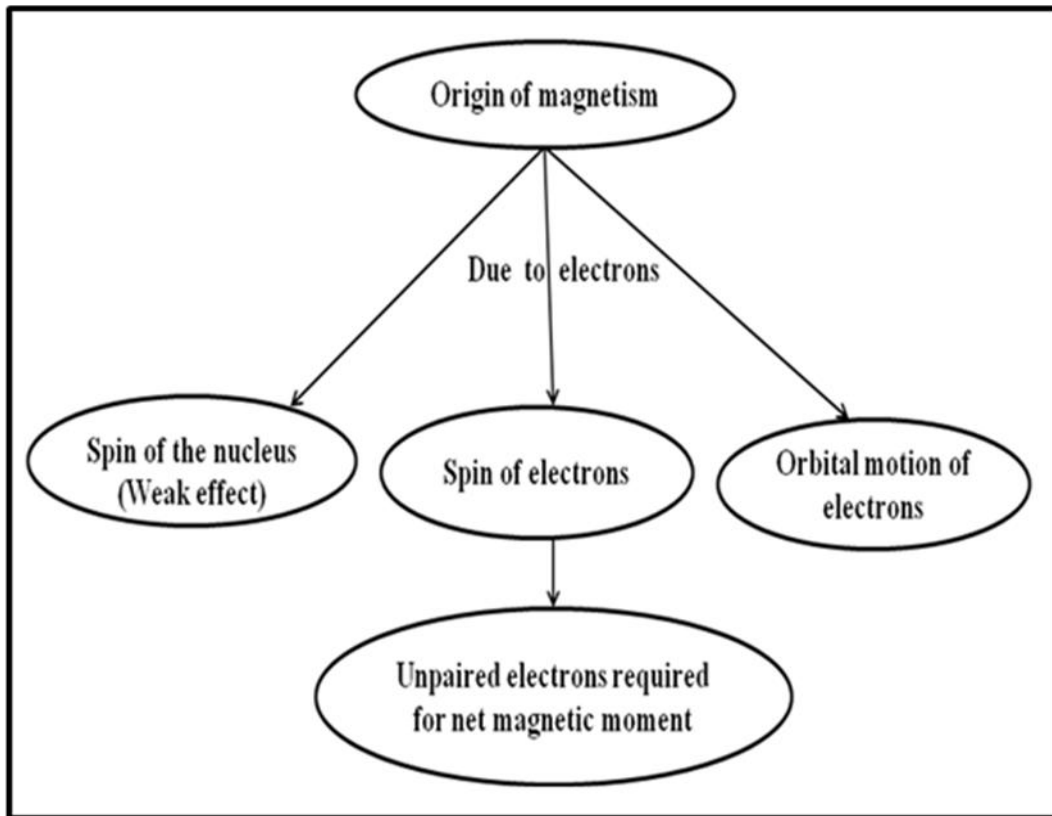 Origin of magnetism
Due to electrons
Spin of the nucleus
(Weak effect)
Spin of electrons
Orbital motion of
electrons
Unpaired electrons required
for net magnetic moment